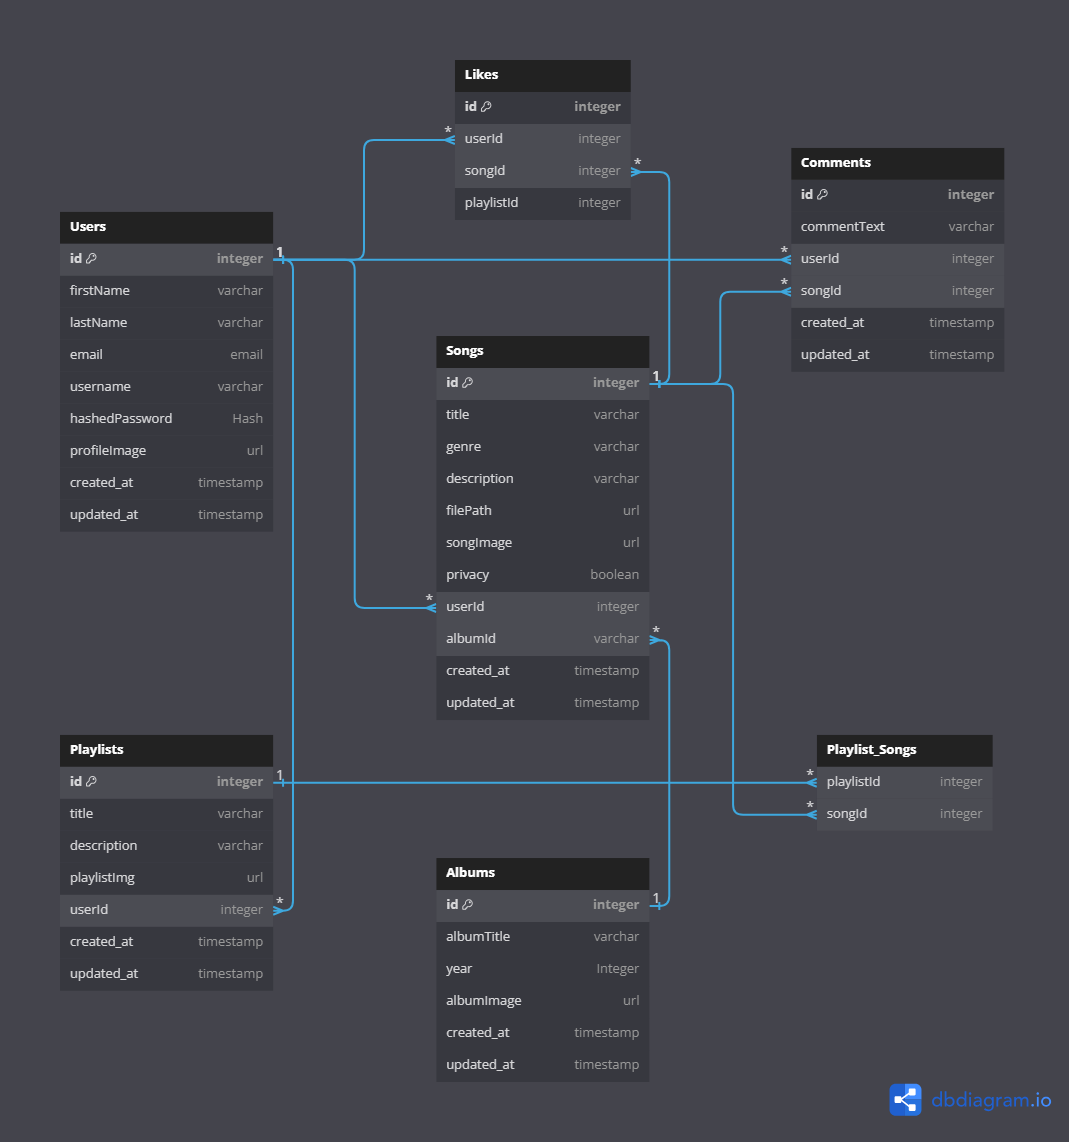 Likes
id integer
userId integer
songId integer
playlistId integer
Comments
id integer
commentText varchar
userId integer
songId integer
created_at timestamp
updated_at timestamp
Users
id integer
firstName varchar
lastName varchar
email email
username varchar
hashedPassword Hash
profileImage url
created_at timestamp
updated_at timestamp
Songs
id integer
title varchar
genre varchar
description varchar
filePath url
songImage url
privacy boolean
userId integer
albumId varchar
created_at timestamp
updated_at timestamp
Playlists
id integer
title varchar
description varchar
playlistImg url
userId integer
created_at timestamp
updated_at timestamp
Playlist_Songs
playlistId integer
songId integer
Albums
id integer
albumTitle varchar
year Integer
albumImage url
created_at timestamp
updated_at timestamp
1
*
*
*
*
1
*
*
*
1
*
*
1
dbdiagram.io